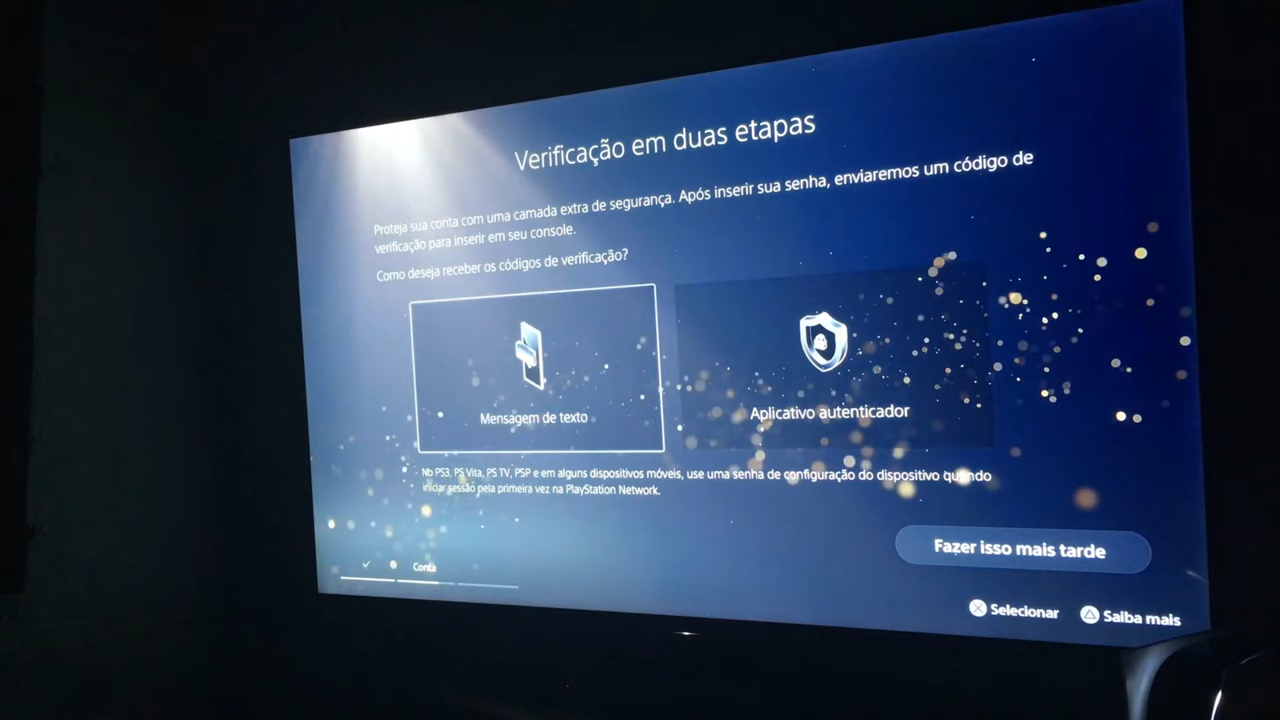 Verificação em duas etapas
Proteja sua conta com uma camada extra de segurança. Após inserir sua senha, enviaremos um código de
verificação para inserir em seu console.
Como deseja receber os códigos de verificação?
Mensagem de texto
Aplicativo autenticador
No PS3, PS Vita, PS TV, PSP e em alguns dispositivos móveis, use uma senha de configuração do dispositivo quando
iniciar sessão pela primeira vez na PlayStation Network.
Fazer isso mais tarde
Conta
Selecionar
Saiba mais